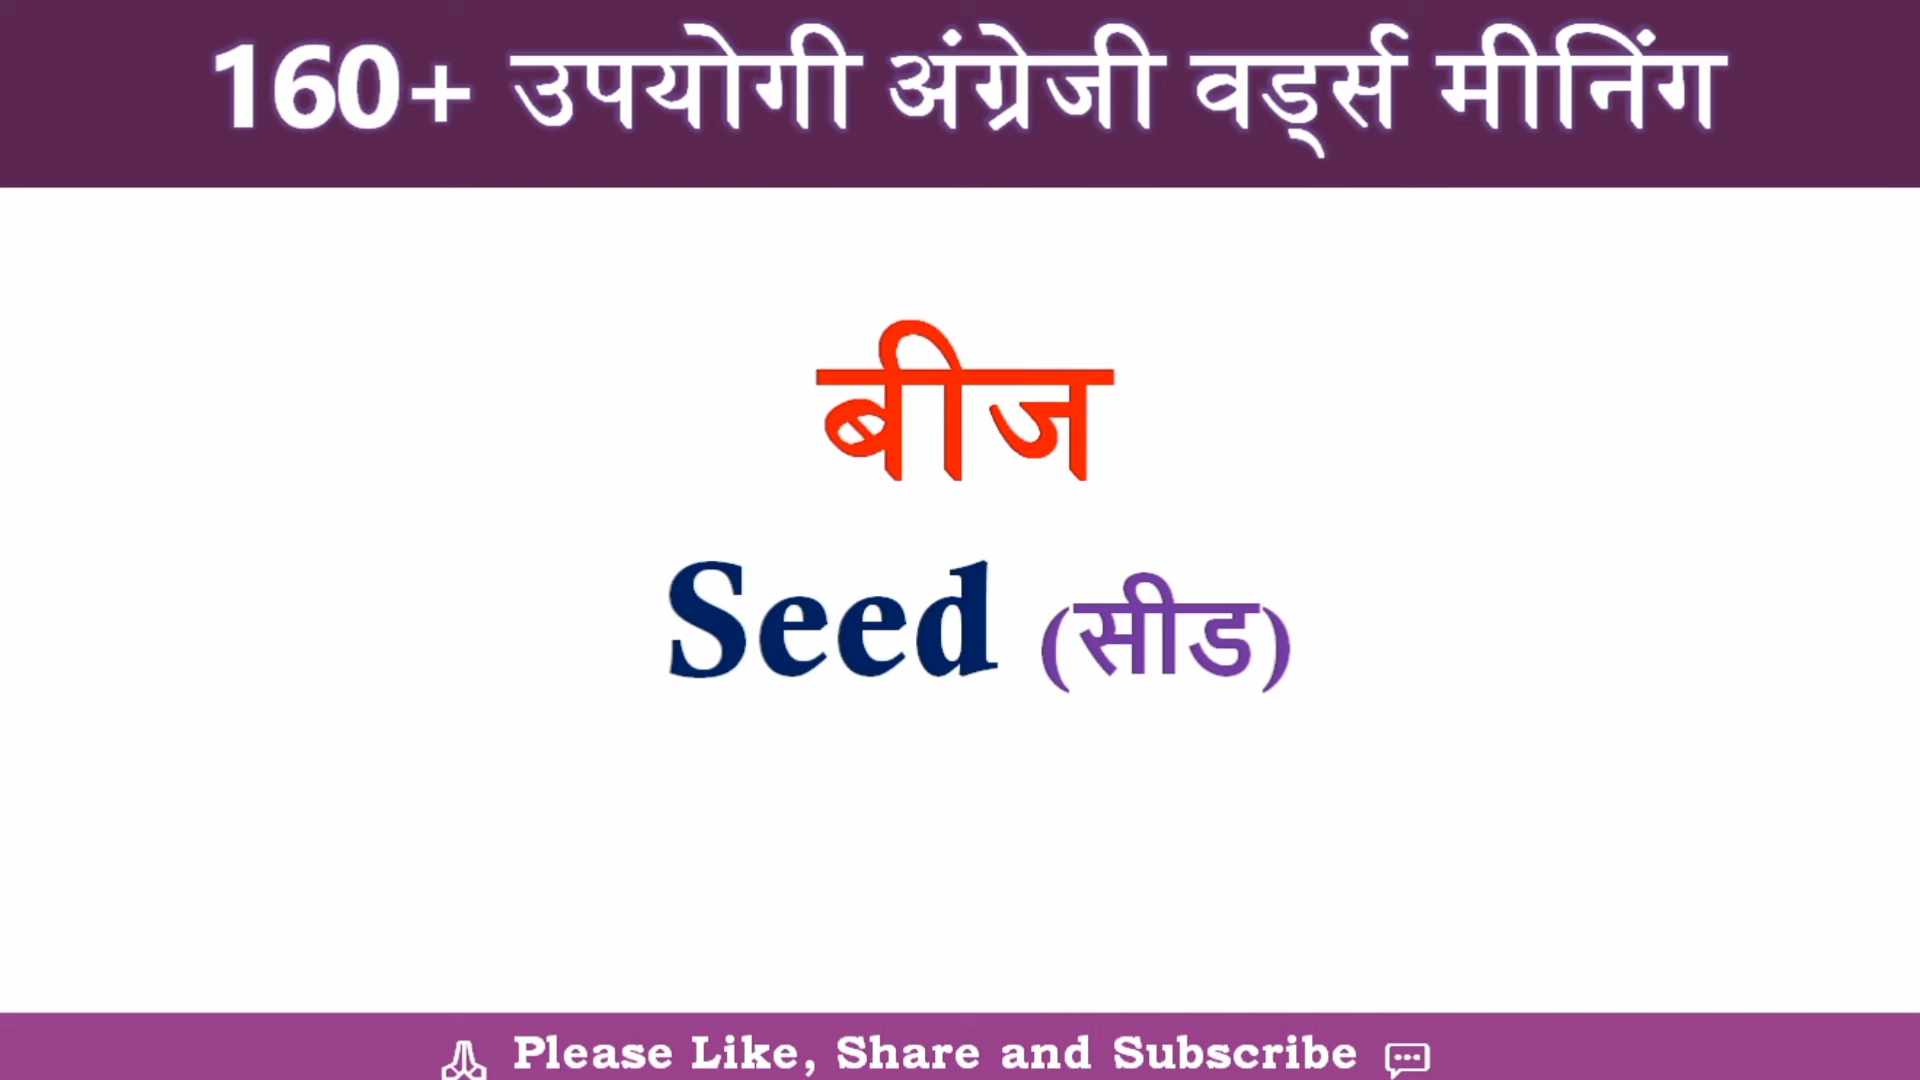 160+ उपयोगी अंग्रेजी वर्ड्स मीनिंग
बीज
Seed (सीड)
Please Like, Share and Subscribe